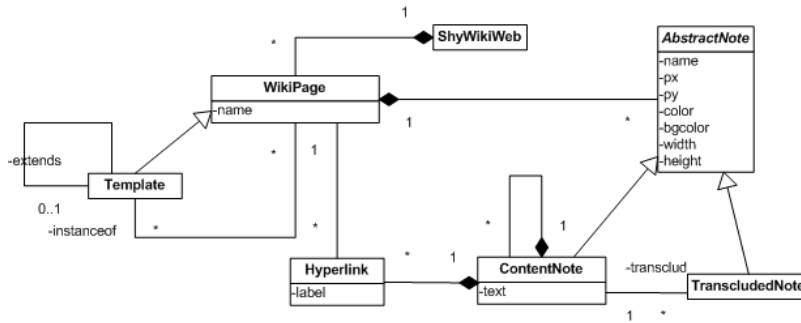 1
ShyWikiWeb
*
AbstractNote
-name
-px
-py
-color
-bgcolor
-width
-height
WikiPage
-name
1
*
-extends
Template
0..1
-instanceof
*
*
1
*
Hyperlink
-label
*
1
*
1
ContentNote
-text
-transclud
TranscludedNote
1
*